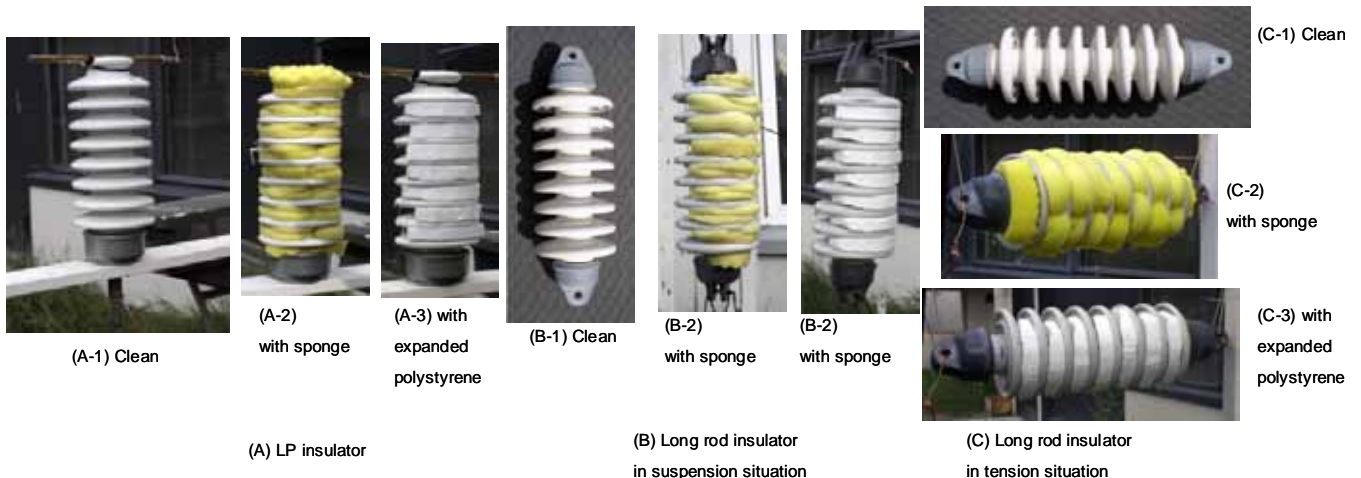 (A-1) Clean
(A-2)
with sponge
(A-3) with
expanded
polystyrene
(B-1) Clean
(B-2)
with sponge
(B-2)
with sponge
(C-1) Clean
(C-2)
with sponge
(C-3) with
expanded
polystyrene
(A) LP insulator
(B) Long rod insulator
in suspension situation
(C) Long rod insulator
in tension situation